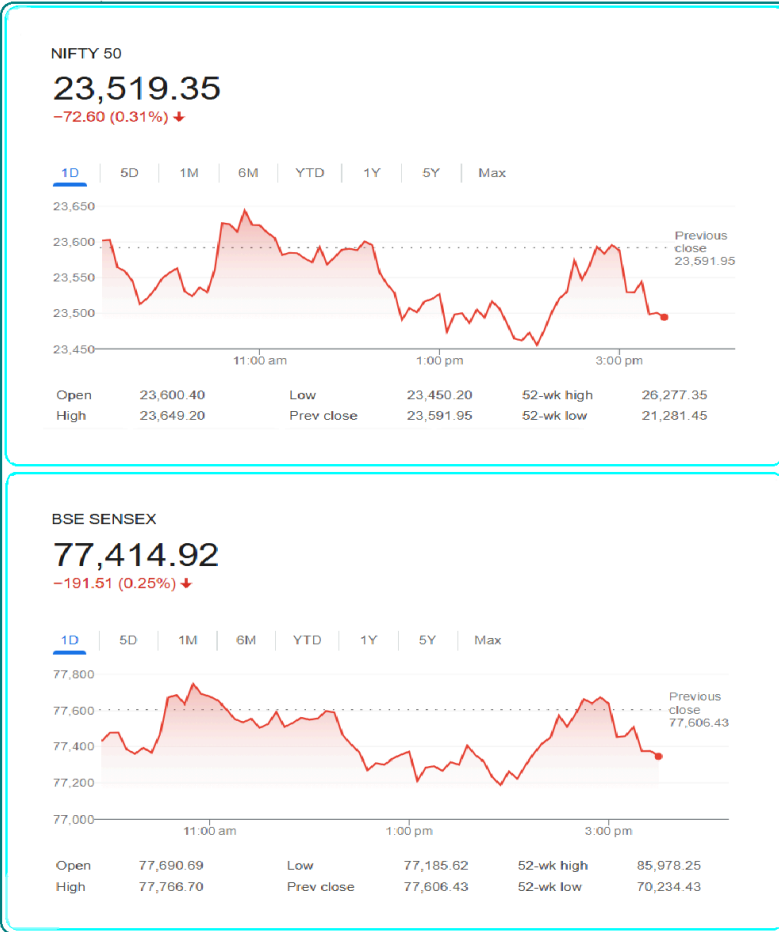 NIFTY 50
23,519.35
−72.60 (0.31%) ↓
1D 5D 1M 6M YTD 1Y 5Y Max
23,650
23,600
23,550
23,500
23,450
Previous
close
23,591.95
11:00 am 1:00 pm 3:00 pm
Open 23,600.40 Low 23,450.20 52-wk high 26,277.35
High 23,649.20 Prev close 23,591.95 52-wk low 21,281.45
BSE SENSEX
77,414.92
−191.51 (0.25%) ↓
1D 5D 1M 6M YTD 1Y 5Y Max
77,800
77,600
77,400
77,200
77,000
Previous
close
77,606.43
11:00 am 1:00 pm 3:00 pm
Open 77,690.69 Low 77,185.62 52-wk high 85,978.25
High 77,766.70 Prev close 77,606.43 52-wk low 70,234.43